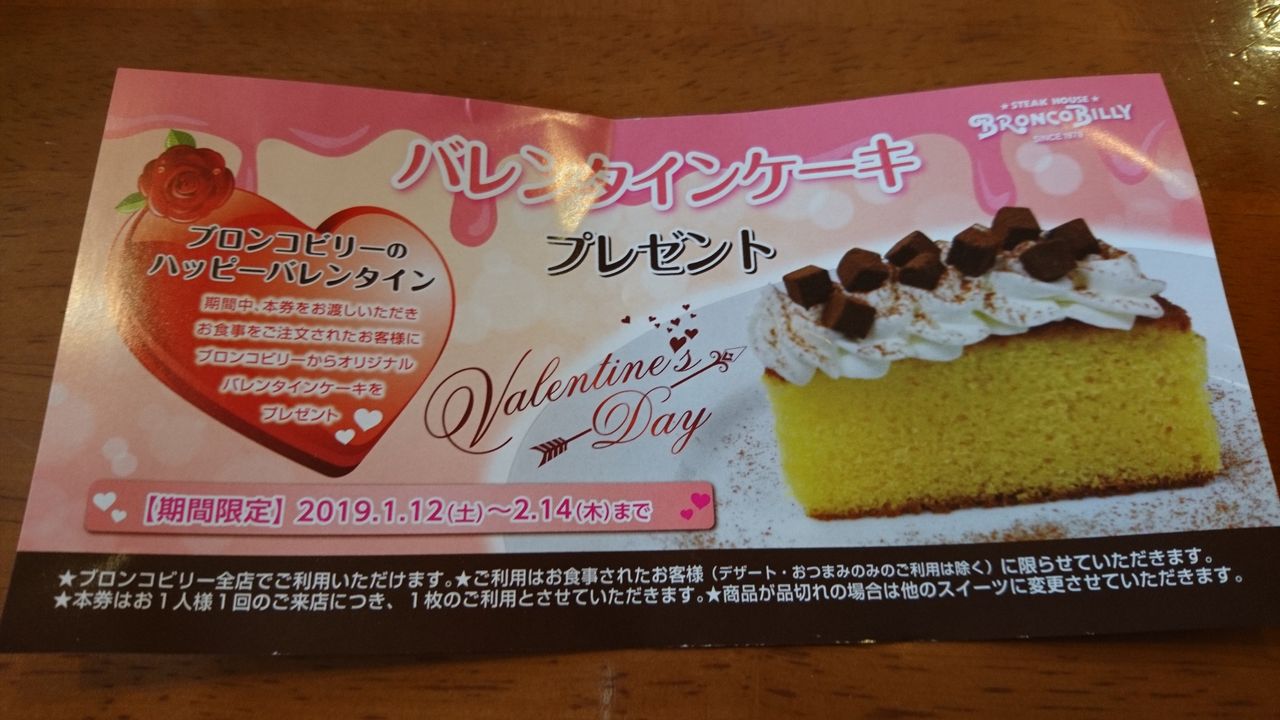 ★ STEAK HOUSE ★
BRONCOBILLY
SINCE 1978
バレンタインケーキ
プレゼント
ブロンコビリーの
ハッピーバレンタイン
期間中、本券をお渡しいただき
お食事をご注文されたお客様に
ブロンコビリーからオリジナル
バレンタインケーキを
プレゼント
Valentine's
Day
【期間限定】2019.1.12(土)～2.14(木)まで
★ブロンコビリー全店でご利用いただけます。★ご利用はお食事されたお客様（デザート・おつまみのみのご利用は除く）に限らせていただきます。
★本券はお１人様１回のご来店につき、１枚のご利用とさせていただきます。★商品が品切れの場合は他のスイーツに変更させていただきます。